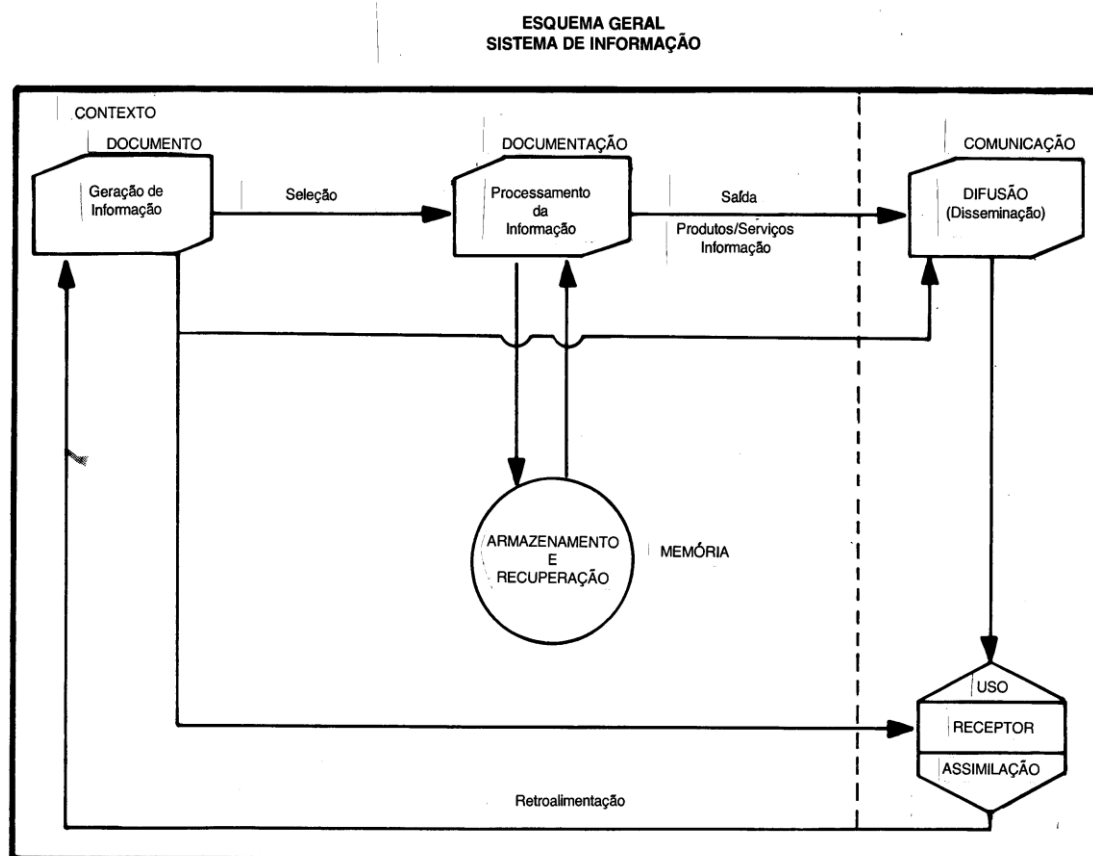 ESQUEMA GERAL
SISTEMA DE INFORMAÇÃO
CONTEXTO
DOCUMENTO
Geração de
Informação
Seleção
DOCUMENTAÇÃO
Processamento
da
Informação
Saída
Produtos/Serviços
Informação
COMUNICAÇÃO
DIFUSÃO
(Disseminação)
ARMAZENAMENTO
E
RECUPERAÇÃO
MEMÓRIA
USO
RECEPTOR
ASSIMILAÇÃO
Retroalimentação